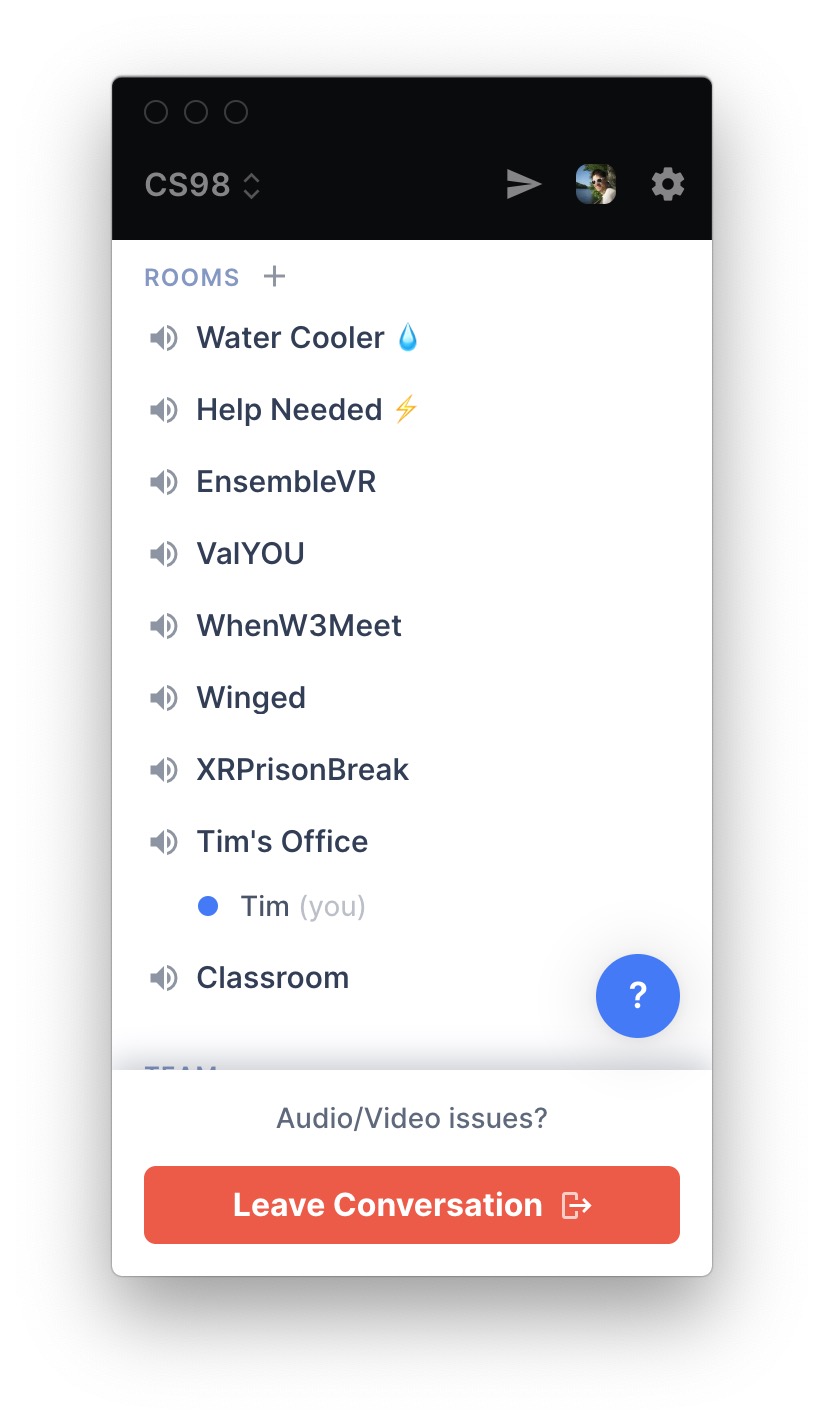 CS98
ROOMS +
Water Cooler 💧
Help Needed ⚡
EnsembleVR
ValYOU
WhenW3Meet
Winged
XRPrisonBreak
Tim's Office
Tim (you)
Classroom
?
TEAM
Audio/Video issues?
Leave Conversation